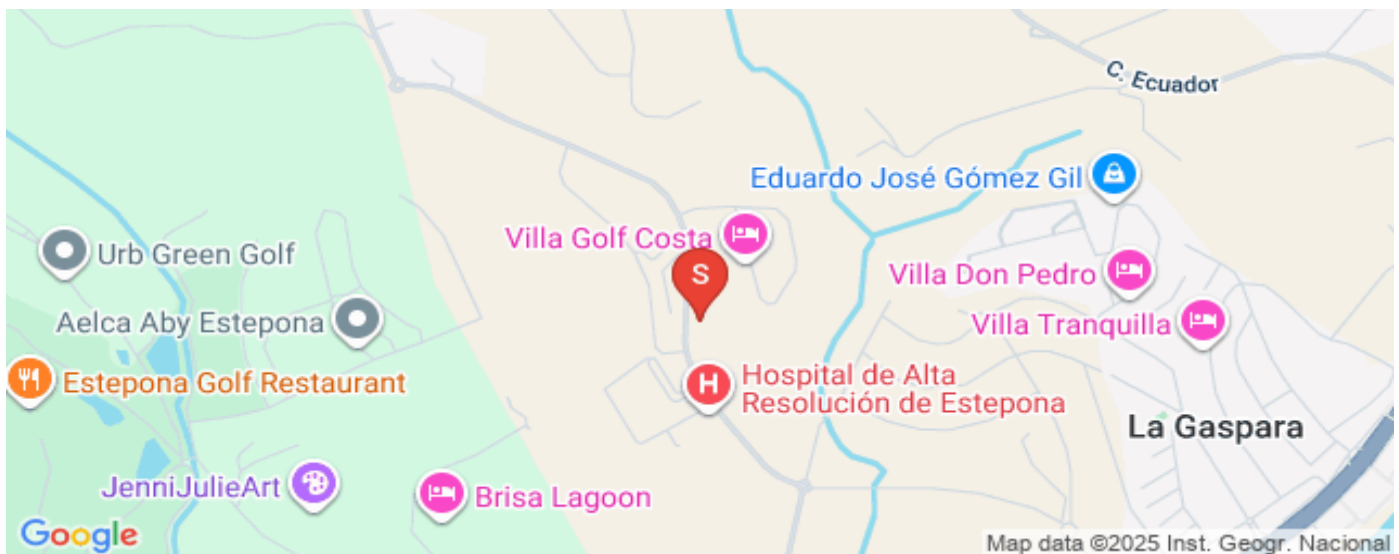 C. Ecuador
Eduardo José Gómez Gil
Villa Golf Costa
Urb Green Golf
S
Villa Don Pedro
Aelca Aby Estepona
Villa Tranquilla
Estepona Golf Restaurant
H
Hospital de Alta
Resolución de Estepona
La Gaspara
JenniJulieArt
Brisa Lagoon
Google
Map data ©2025 Inst. Geogr. Nacional